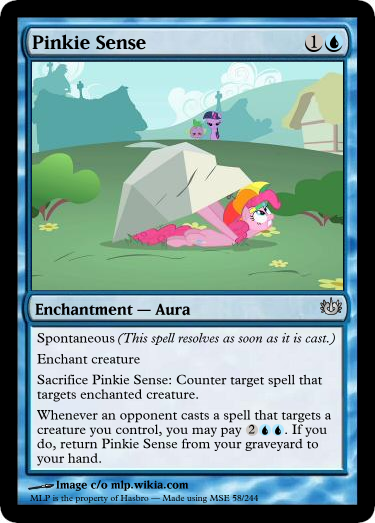 Pinkie Sense 1
Enchantment — Aura
Spontaneous (This spell resolves as soon as it is cast.)
Enchant creature
Sacrifice Pinkie Sense: Counter target spell that
targets enchanted creature.
Whenever an opponent casts a spell that targets a
creature you control, you may pay 2. If you
do, return Pinkie Sense from your graveyard to
your hand.
Image c/o mlp.wikia.com
MLP is the property of Hasbro — Made using MSE 58/244